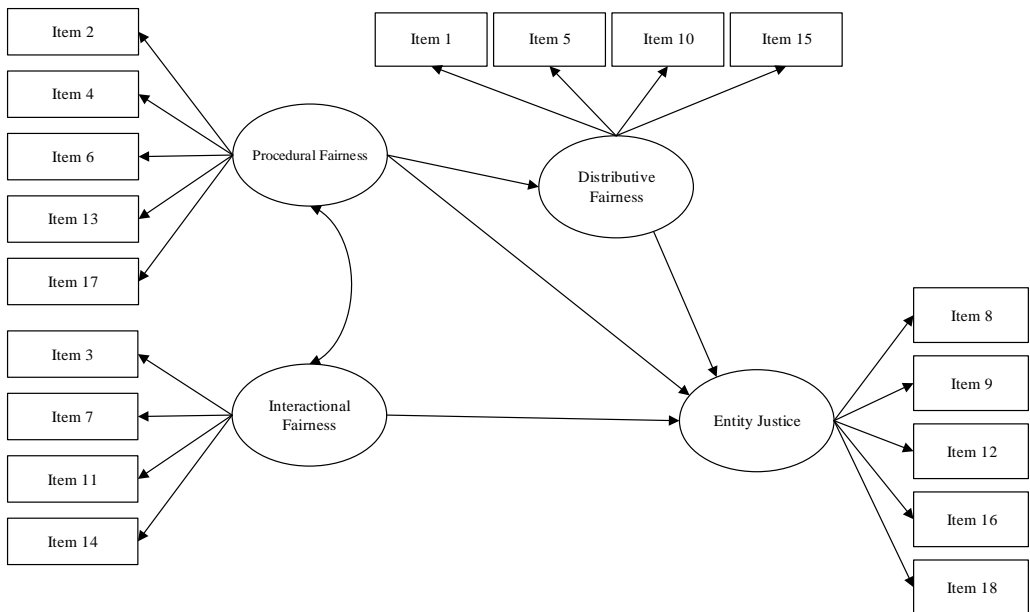 Item 2
Item 4
Item 6
Item 13
Item 17
Item 3
Item 7
Item 11
Item 14
Procedural Fairness
Interactional
Fairness
Item 1
Item 5
Item 10
Item 15
Distributive
Fairness
Entity Justice
Item 8
Item 9
Item 12
Item 16
Item 18